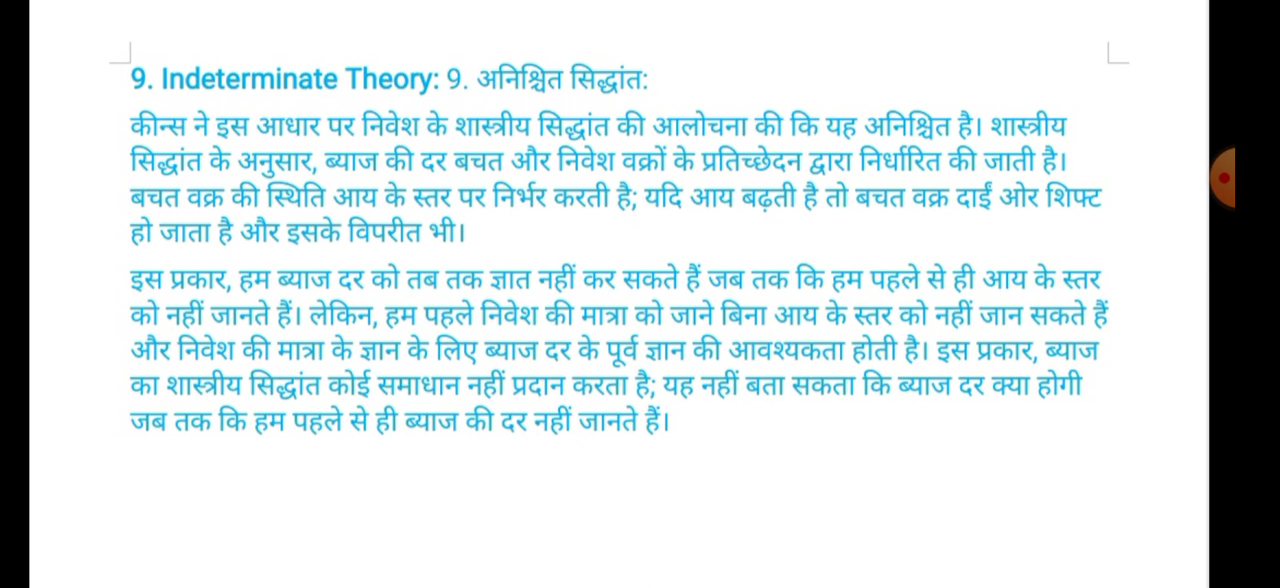 9. Indeterminate Theory: 9. अनिश्चित सिद्धांत:
कीन्स ने इस आधार पर निवेश के शास्त्रीय सिद्धांत की आलोचना की कि यह अनिश्चित है। शास्त्रीय
सिद्धांत के अनुसार, ब्याज की दर बचत और निवेश वक्रों के प्रतिच्छेदन द्वारा निर्धारित की जाती है।
बचत वक्र की स्थिति आय के स्तर पर निर्भर करती है; यदि आय बढ़ती है तो बचत वक्र दाईं ओर शिफ्ट
हो जाता है और इसके विपरीत भी।
इस प्रकार, हम ब्याज दर को तब तक ज्ञात नहीं कर सकते हैं जब तक कि हम पहले से ही आय के स्तर
को नहीं जानते हैं। लेकिन, हम पहले निवेश की मात्रा को जाने बिना आय के स्तर को नहीं जान सकते हैं
और निवेश की मात्रा के ज्ञान के लिए ब्याज दर के पूर्व ज्ञान की आवश्यकता होती है। इस प्रकार, ब्याज
का शास्त्रीय सिद्धांत कोई समाधान नहीं प्रदान करता है; यह नहीं बता सकता कि ब्याज दर क्या होगी
जब तक कि हम पहले से ही ब्याज की दर नहीं जानते हैं।